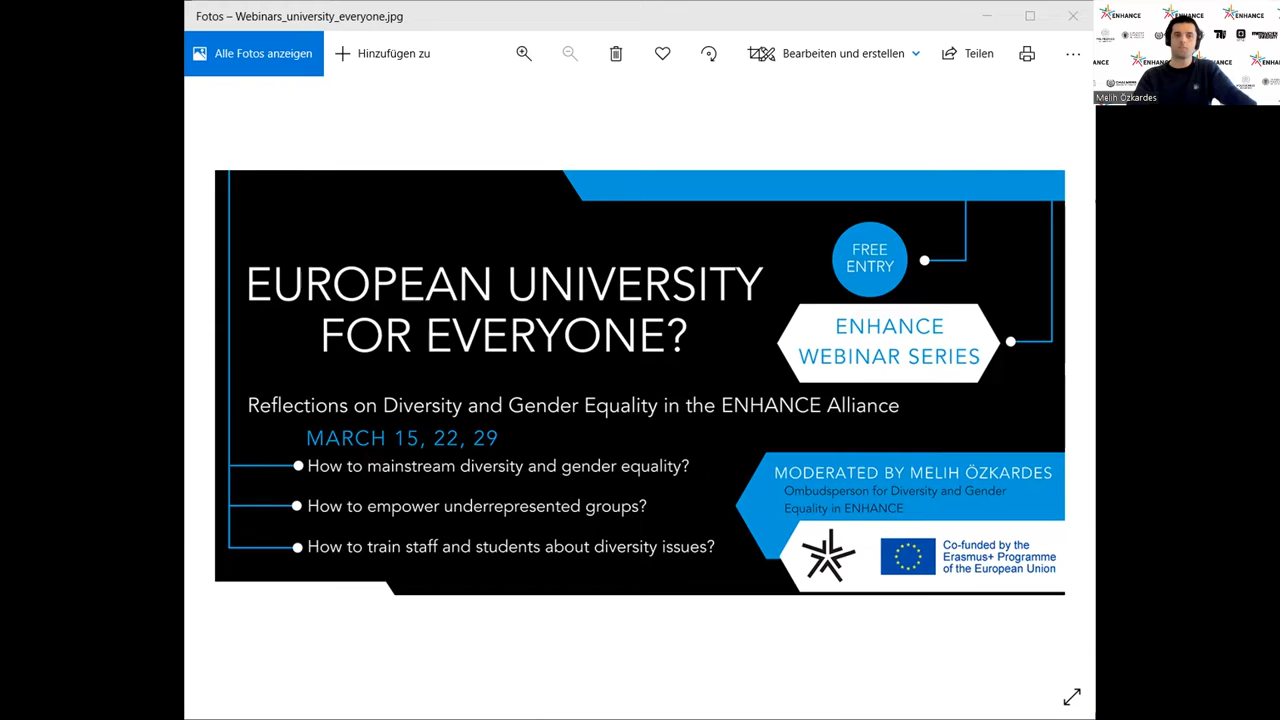 Fotos – Webinars_university_everyone.jpg
Alle Fotos anzeigen
Hinzufügen zu
Bearbeiten und erstellen
Teilen
ENHANCE
ENHANCE
ENHANCE
Melih Özkardes
FREE
ENTRY
EUROPEAN UNIVERSITY
FOR EVERYONE?
ENHANCE
WEBINAR SERIES
Reflections on Diversity and Gender Equality in the ENHANCE Alliance
MARCH 15, 22, 29
How to mainstream diversity and gender equality?
How to empower underrepresented groups?
How to train staff and students about diversity issues?
MODERATED BY MELIH ÖZKARDES
Ombudsperson for Diversity and Gender
Equality in ENHANCE
Co-funded by the
Erasmus+ Programme
of the European Union